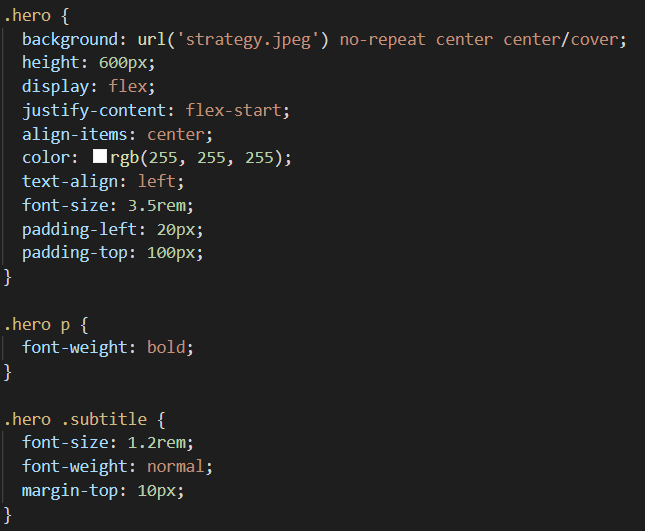 .hero {
  background: url('strategy.jpeg') no-repeat center center/cover;
  height: 600px;
  display: flex;
  justify-content: flex-start;
  align-items: center;
  color: rgb(255, 255, 255);
  text-align: left;
  font-size: 3.5rem;
  padding-left: 20px;
  padding-top: 100px;
}

.hero p {
  font-weight: bold;
}

.hero .subtitle {
  font-size: 1.2rem;
  font-weight: normal;
  margin-top: 10px;
}